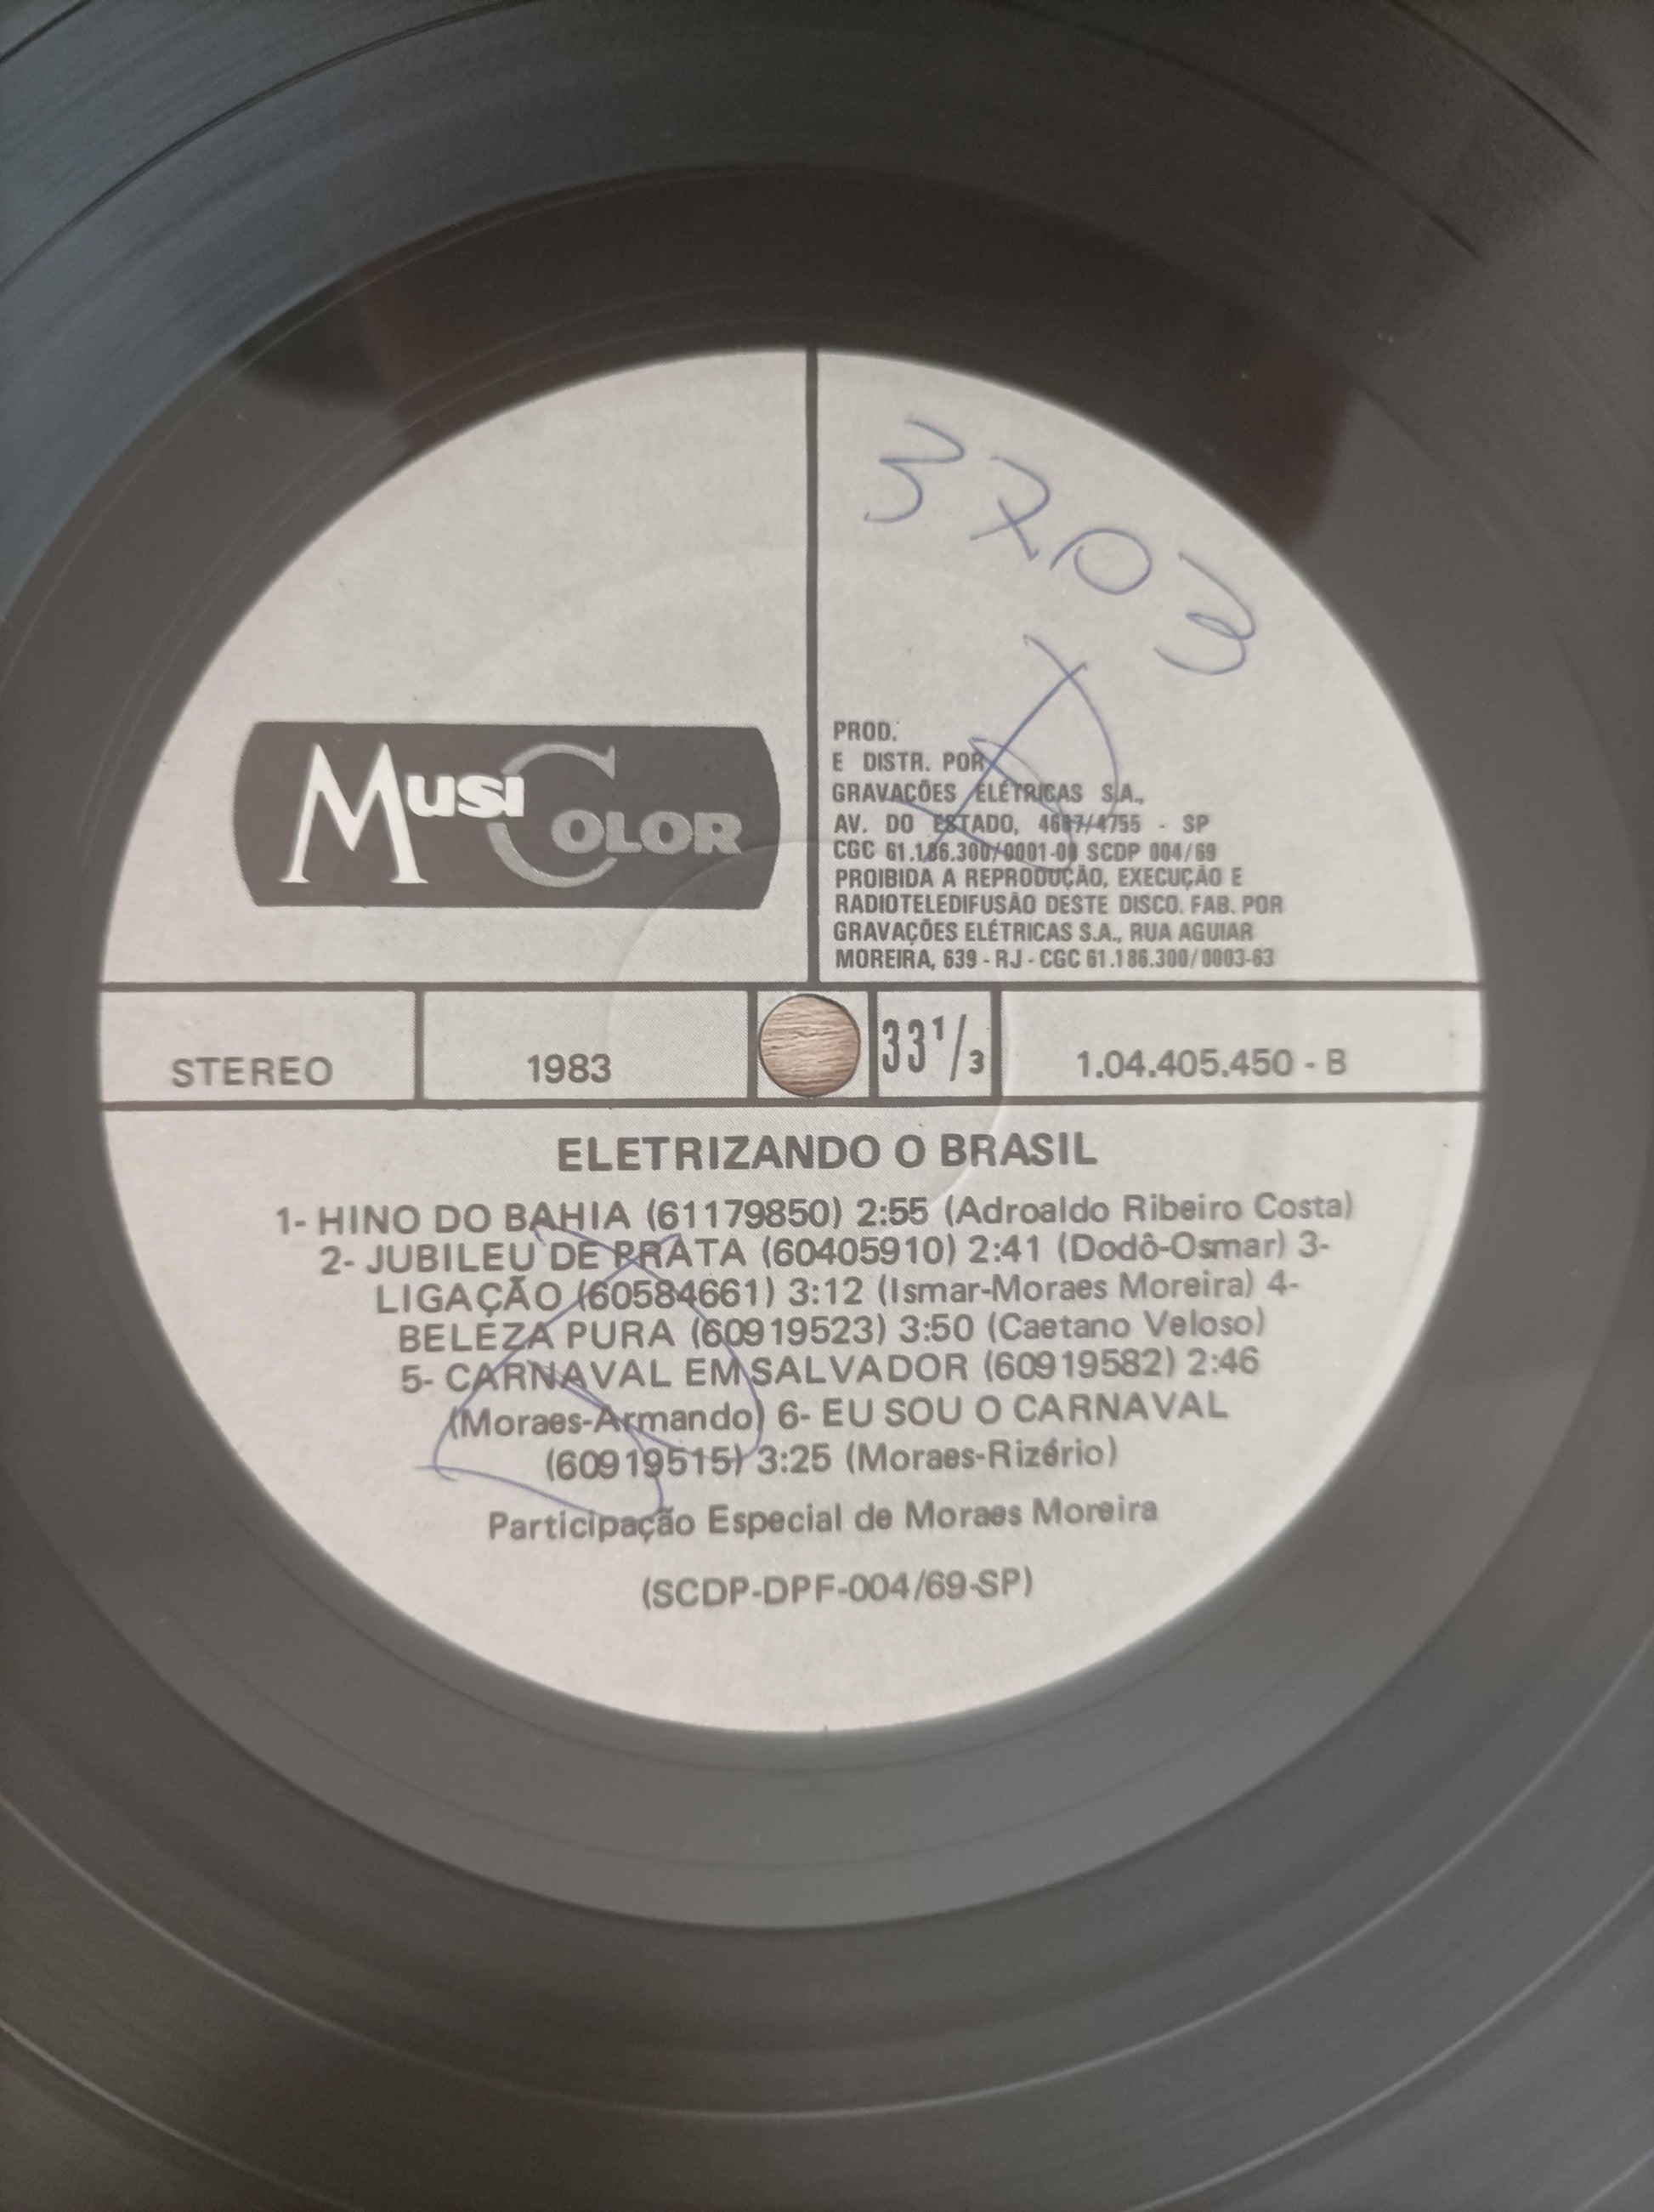 3703
MUSICOLOR
PROD.
E DISTR. POR
GRAVAÇÕES ELÉTRICAS S.A.,
AV. DO ESTADO, 4667/4755 - SP
CGC 61.186.300/0001-00 SCDP 004/69
PROIBIDA A REPRODUÇÃO, EXECUÇÃO E
RADIOTELEDIFUSÃO DESTE DISCO. FAB. POR
GRAVAÇÕES ELÉTRICAS S.A., RUA AGUIAR
MOREIRA, 639 - RJ - CGC 61.186.300/0003-63
STEREO
1983
33 1/3
1.04.405.450 - B
ELETRIZANDO O BRASIL
1- HINO DO BAHIA (61179850) 2:55 (Adroaldo Ribeiro Costa)
2- JUBILEU DE PRATA (60405910) 2:41 (Dodô-Osmar) 3-
LIGAÇÃO (60584661) 3:12 (Ismar-Moraes Moreira) 4-
BELEZA PURA (60919523) 3:50 (Caetano Veloso)
5- CARNAVAL EM SALVADOR (60919582) 2:46
(Moraes-Armando) 6- EU SOU O CARNAVAL
(60919515) 3:25 (Moraes-Rizério)
Participação Especial de Moraes Moreira
(SCDP-DPF-004/69-SP)